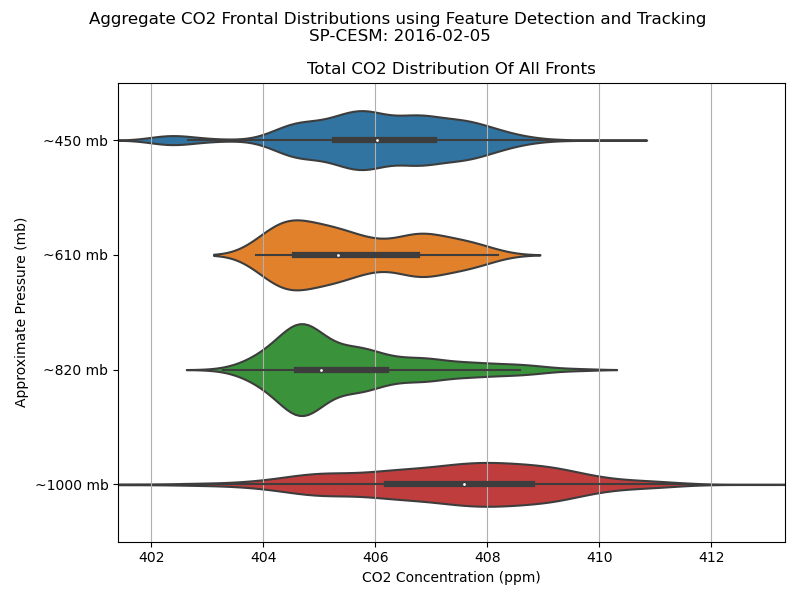 Aggregate CO2 Frontal Distributions using Feature Detection and Tracking
SP-CESM: 2016-02-05
Total CO2 Distribution Of All Fronts
Approximate Pressure (mb)
~450 mb
~610 mb
~820 mb
~1000 mb
402 404 406 408 410 412
CO2 Concentration (ppm)